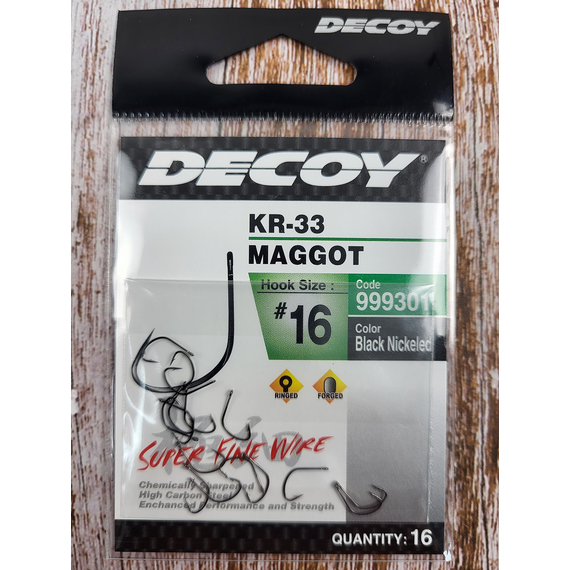 DECOY
DECOY®
KR-33
MAGGOT
Hook Size :
#16
Code
999301
Color
Black Nickeled
RINGED
FORGED
SUPER FINE WIRE
Chemically Sharpened
High Carbon Steel
Enchanced Performance and Strength
QUANTITY: 16